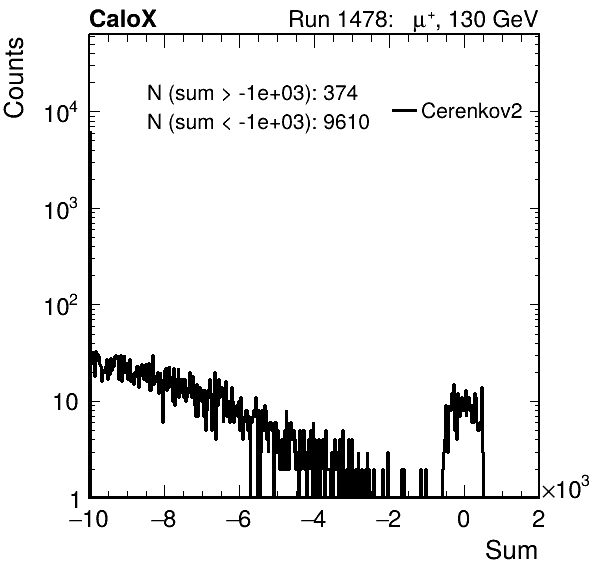 CaloX Run 1478: μ⁺, 130 GeV
Counts
N (sum > -1e+03): 374
N (sum < -1e+03): 9610
Cerenkov2
10⁴
10³
10²
10
1
−10 −8 −6 −4 −2 0 2
×10³
Sum